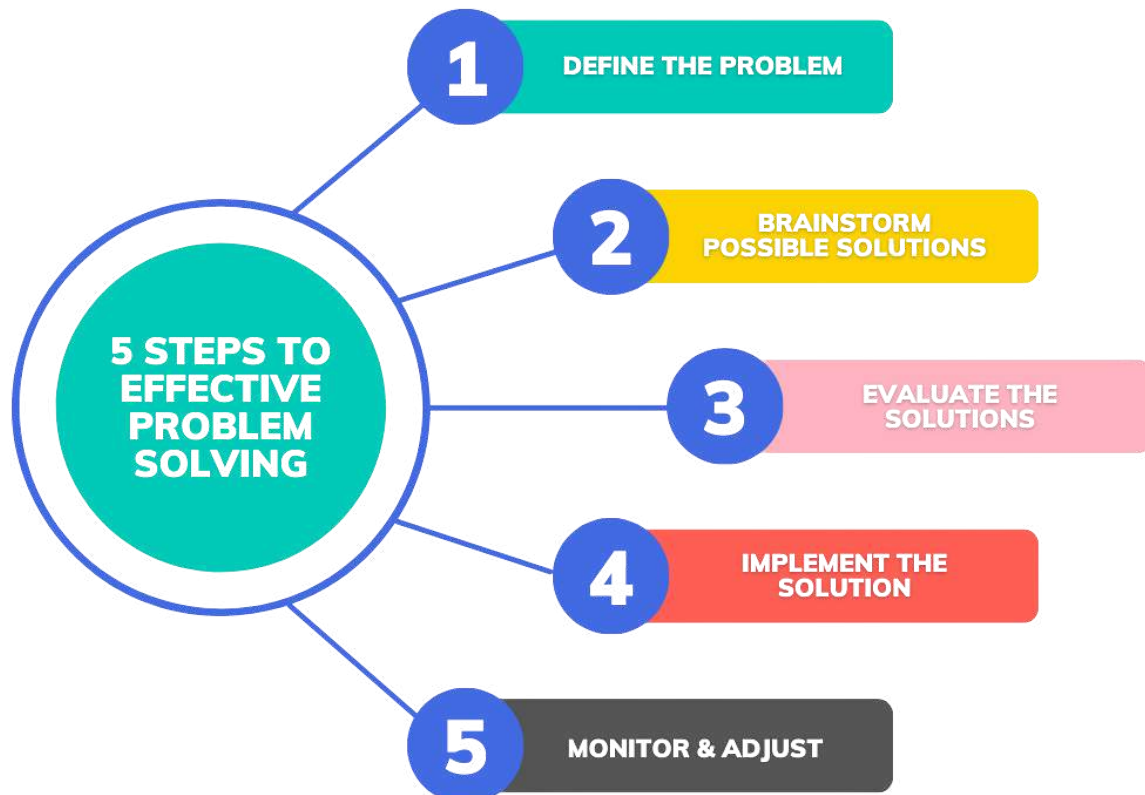 5 STEPS TO
EFFECTIVE
PROBLEM
SOLVING
1
DEFINE THE PROBLEM
2
BRAINSTORM
POSSIBLE SOLUTIONS
3
EVALUATE THE
SOLUTIONS
4
IMPLEMENT THE
SOLUTION
5
MONITOR & ADJUST